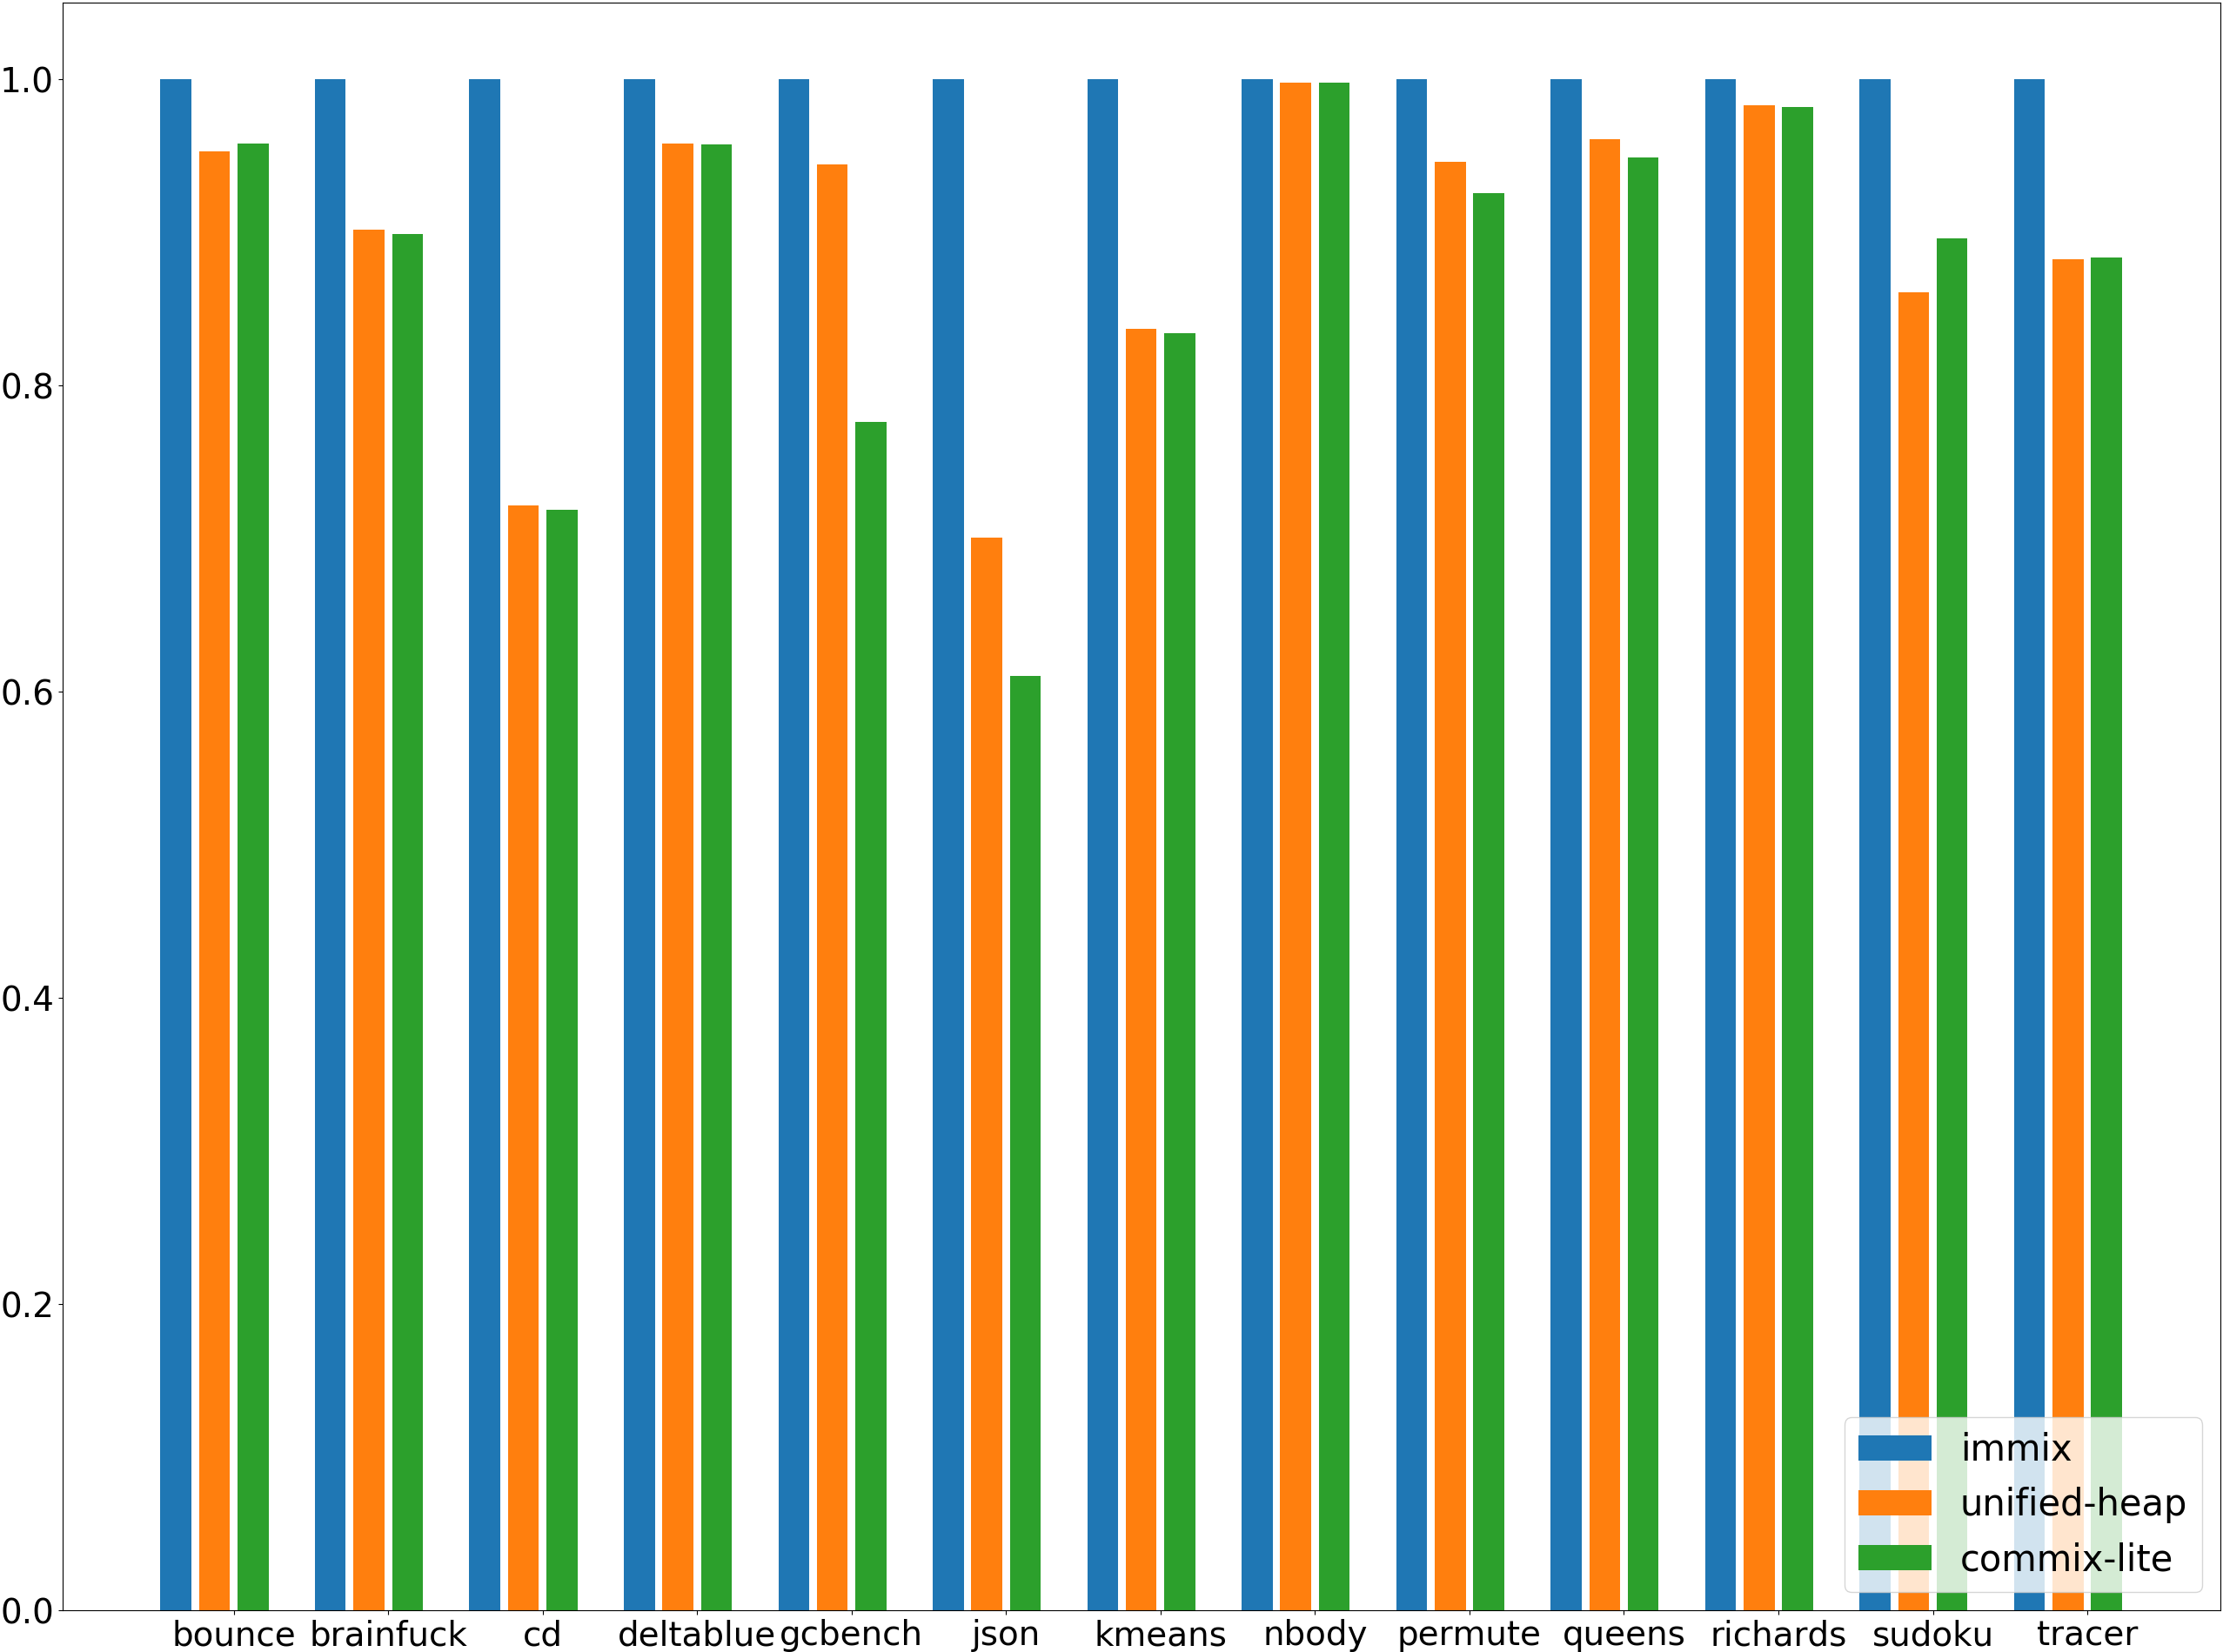 1.0
0.8
0.6
0.4
0.2
0.0
bounce brainfuck cd deltablue gcbench json kmeans nbody permute queens richards sudoku tracer
immix
unified-heap
commix-lite